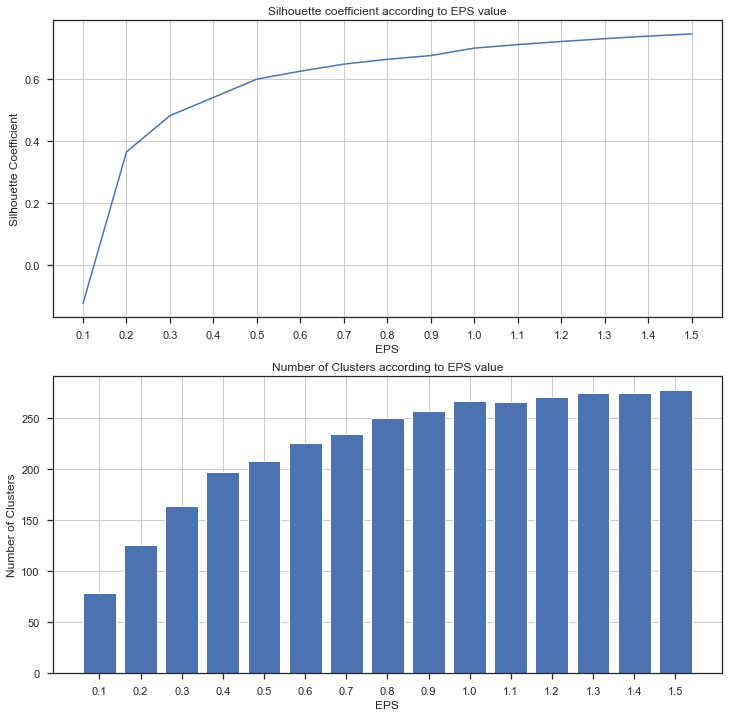 Silhouette coefficient according to EPS value
Silhouette Coefficient
0.6
0.4
0.2
0.0
0.1 0.2 0.3 0.4 0.5 0.6 0.7 0.8 0.9 1.0 1.1 1.2 1.3 1.4 1.5
EPS
Number of Clusters according to EPS value
Number of Clusters
250
200
150
100
50
0
0.1 0.2 0.3 0.4 0.5 0.6 0.7 0.8 0.9 1.0 1.1 1.2 1.3 1.4 1.5
EPS